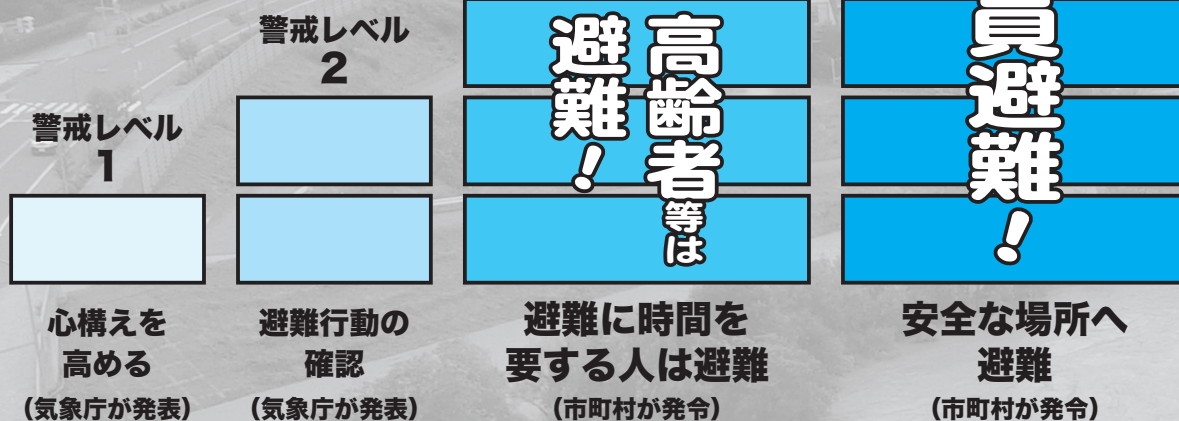 警戒レベル
1
心構えを
高める
(気象庁が発表)
警戒レベル
2
避難行動の
確認
(気象庁が発表)
高齢者等は
避難!
避難に時間を
要する人は避難
(市町村が発令)
員避難!
安全な場所へ
避難
(市町村が発令)